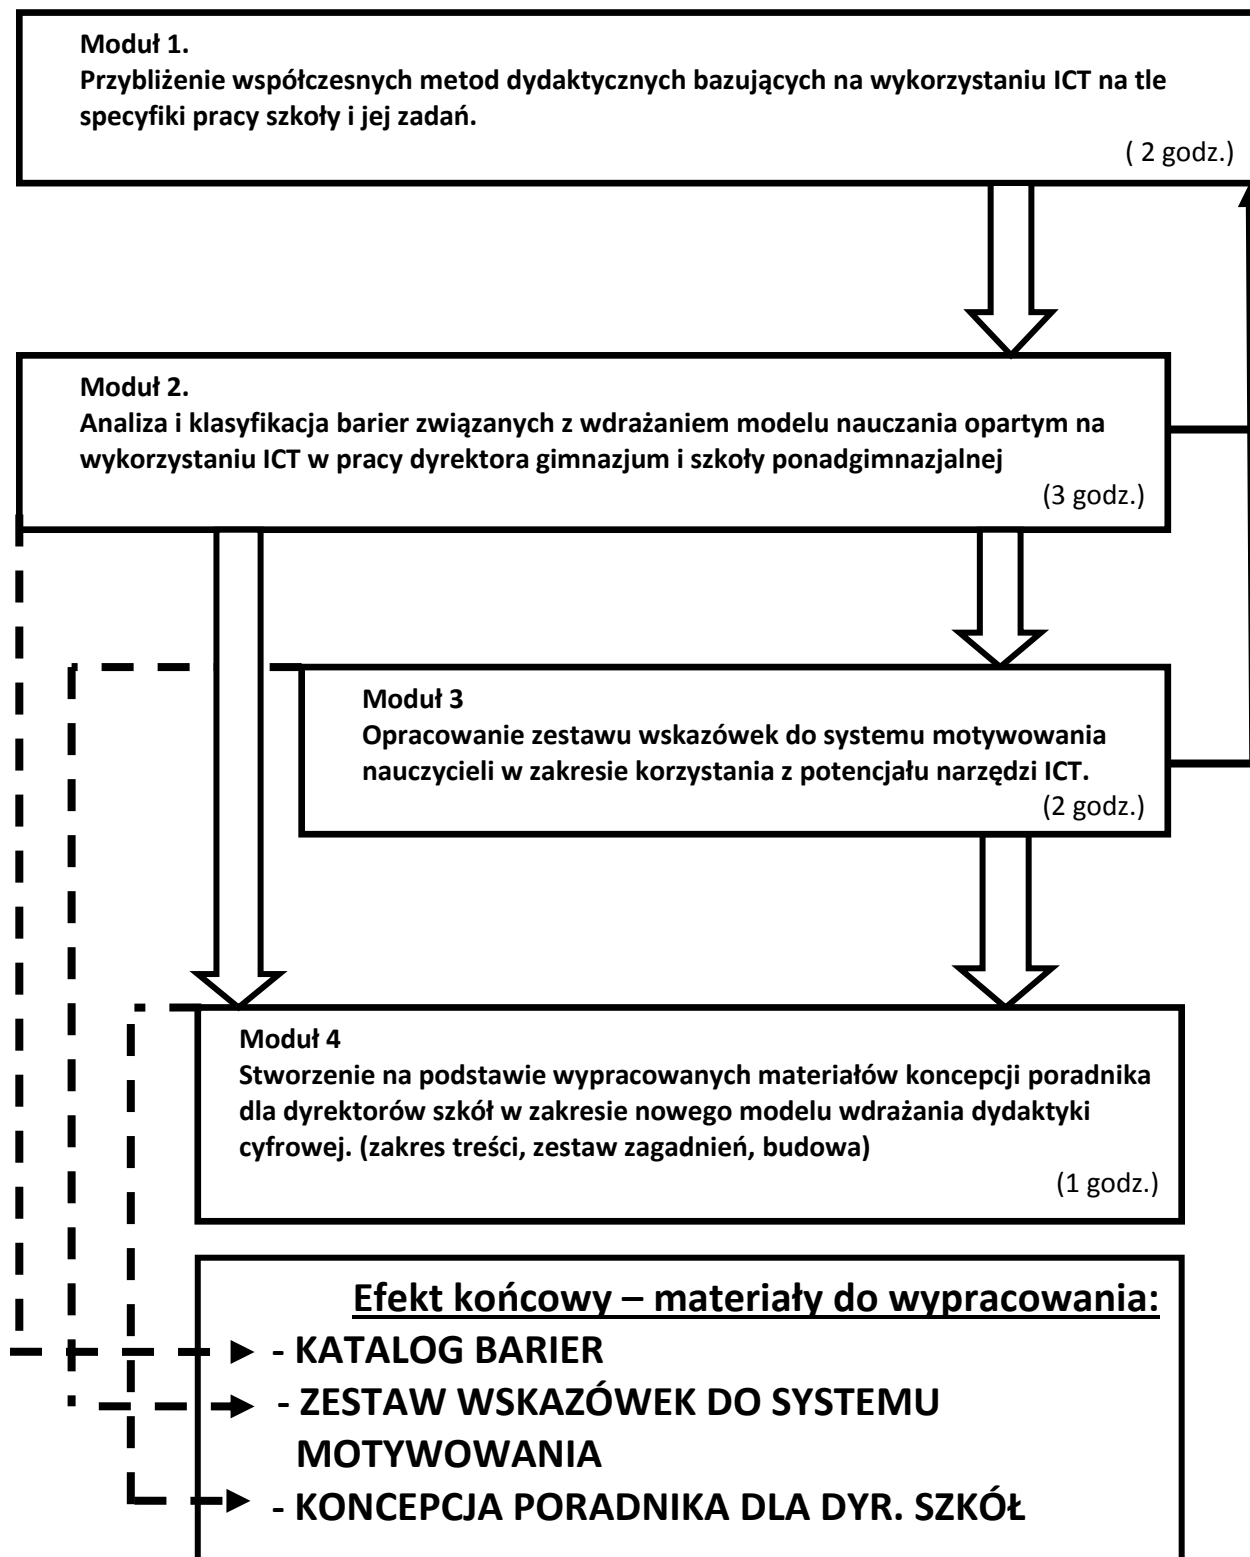 Moduł 1.
Przybliżenie współczesnych metod dydaktycznych bazujących na wykorzystaniu ICT na tle
specyfiki pracy szkoły i jej zadań.
( 2 godz.)
Moduł 2.
Analiza i klasyfikacja barier związanych z wdrażaniem modelu nauczania opartym na
wykorzystaniu ICT w pracy dyrektora gimnazjum i szkoły ponadgimnazjalnej
(3 godz.)
Moduł 3
Opracowanie zestawu wskazówek do systemu motywowania
nauczycieli w zakresie korzystania z potencjału narzędzi ICT.
(2 godz.)
Moduł 4
Stworzenie na podstawie wypracowanych materiałów koncepcji poradnika
dla dyrektorów szkół w zakresie nowego modelu wdrażania dydaktyki
cyfrowej. (zakres treści, zestaw zagadnień, budowa)
(1 godz.)
Efekt końcowy – materiały do wypracowania:
- KATALOG BARIER
- ZESTAW WSKAZÓWEK DO SYSTEMU
MOTYWOWANIA
- KONCEPCJA PORADNIKA DLA DYR. SZKÓŁ